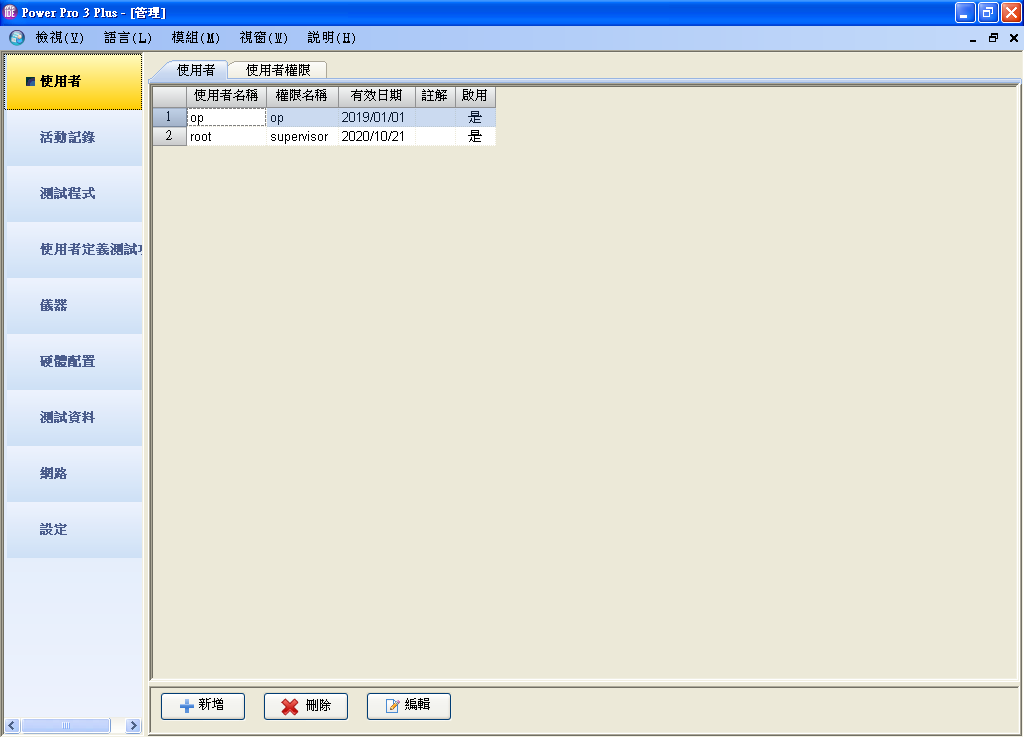 Power Pro 3 Plus - [管理]
檢視(V) 語言(L) 模組(M) 視窗(W) 說明(H)
使用者
活動記錄
測試程式
使用者定義測試
儀器
硬體配置
測試資料
網路
設定
使用者 使用者權限
使用者名稱 權限名稱 有效日期 註解 啟用
1 op op 2019/01/01 是
2 root supervisor 2020/10/21 是
新增 刪除 編輯